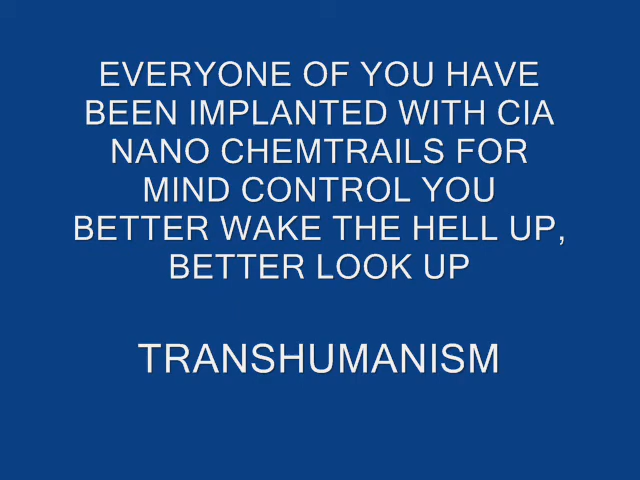 EVERYONE OF YOU HAVE
BEEN IMPLANTED WITH CIA
NANO CHEMTRAILS FOR
MIND CONTROL YOU
BETTER WAKE THE HELL UP,
BETTER LOOK UP
TRANSHUMANISM